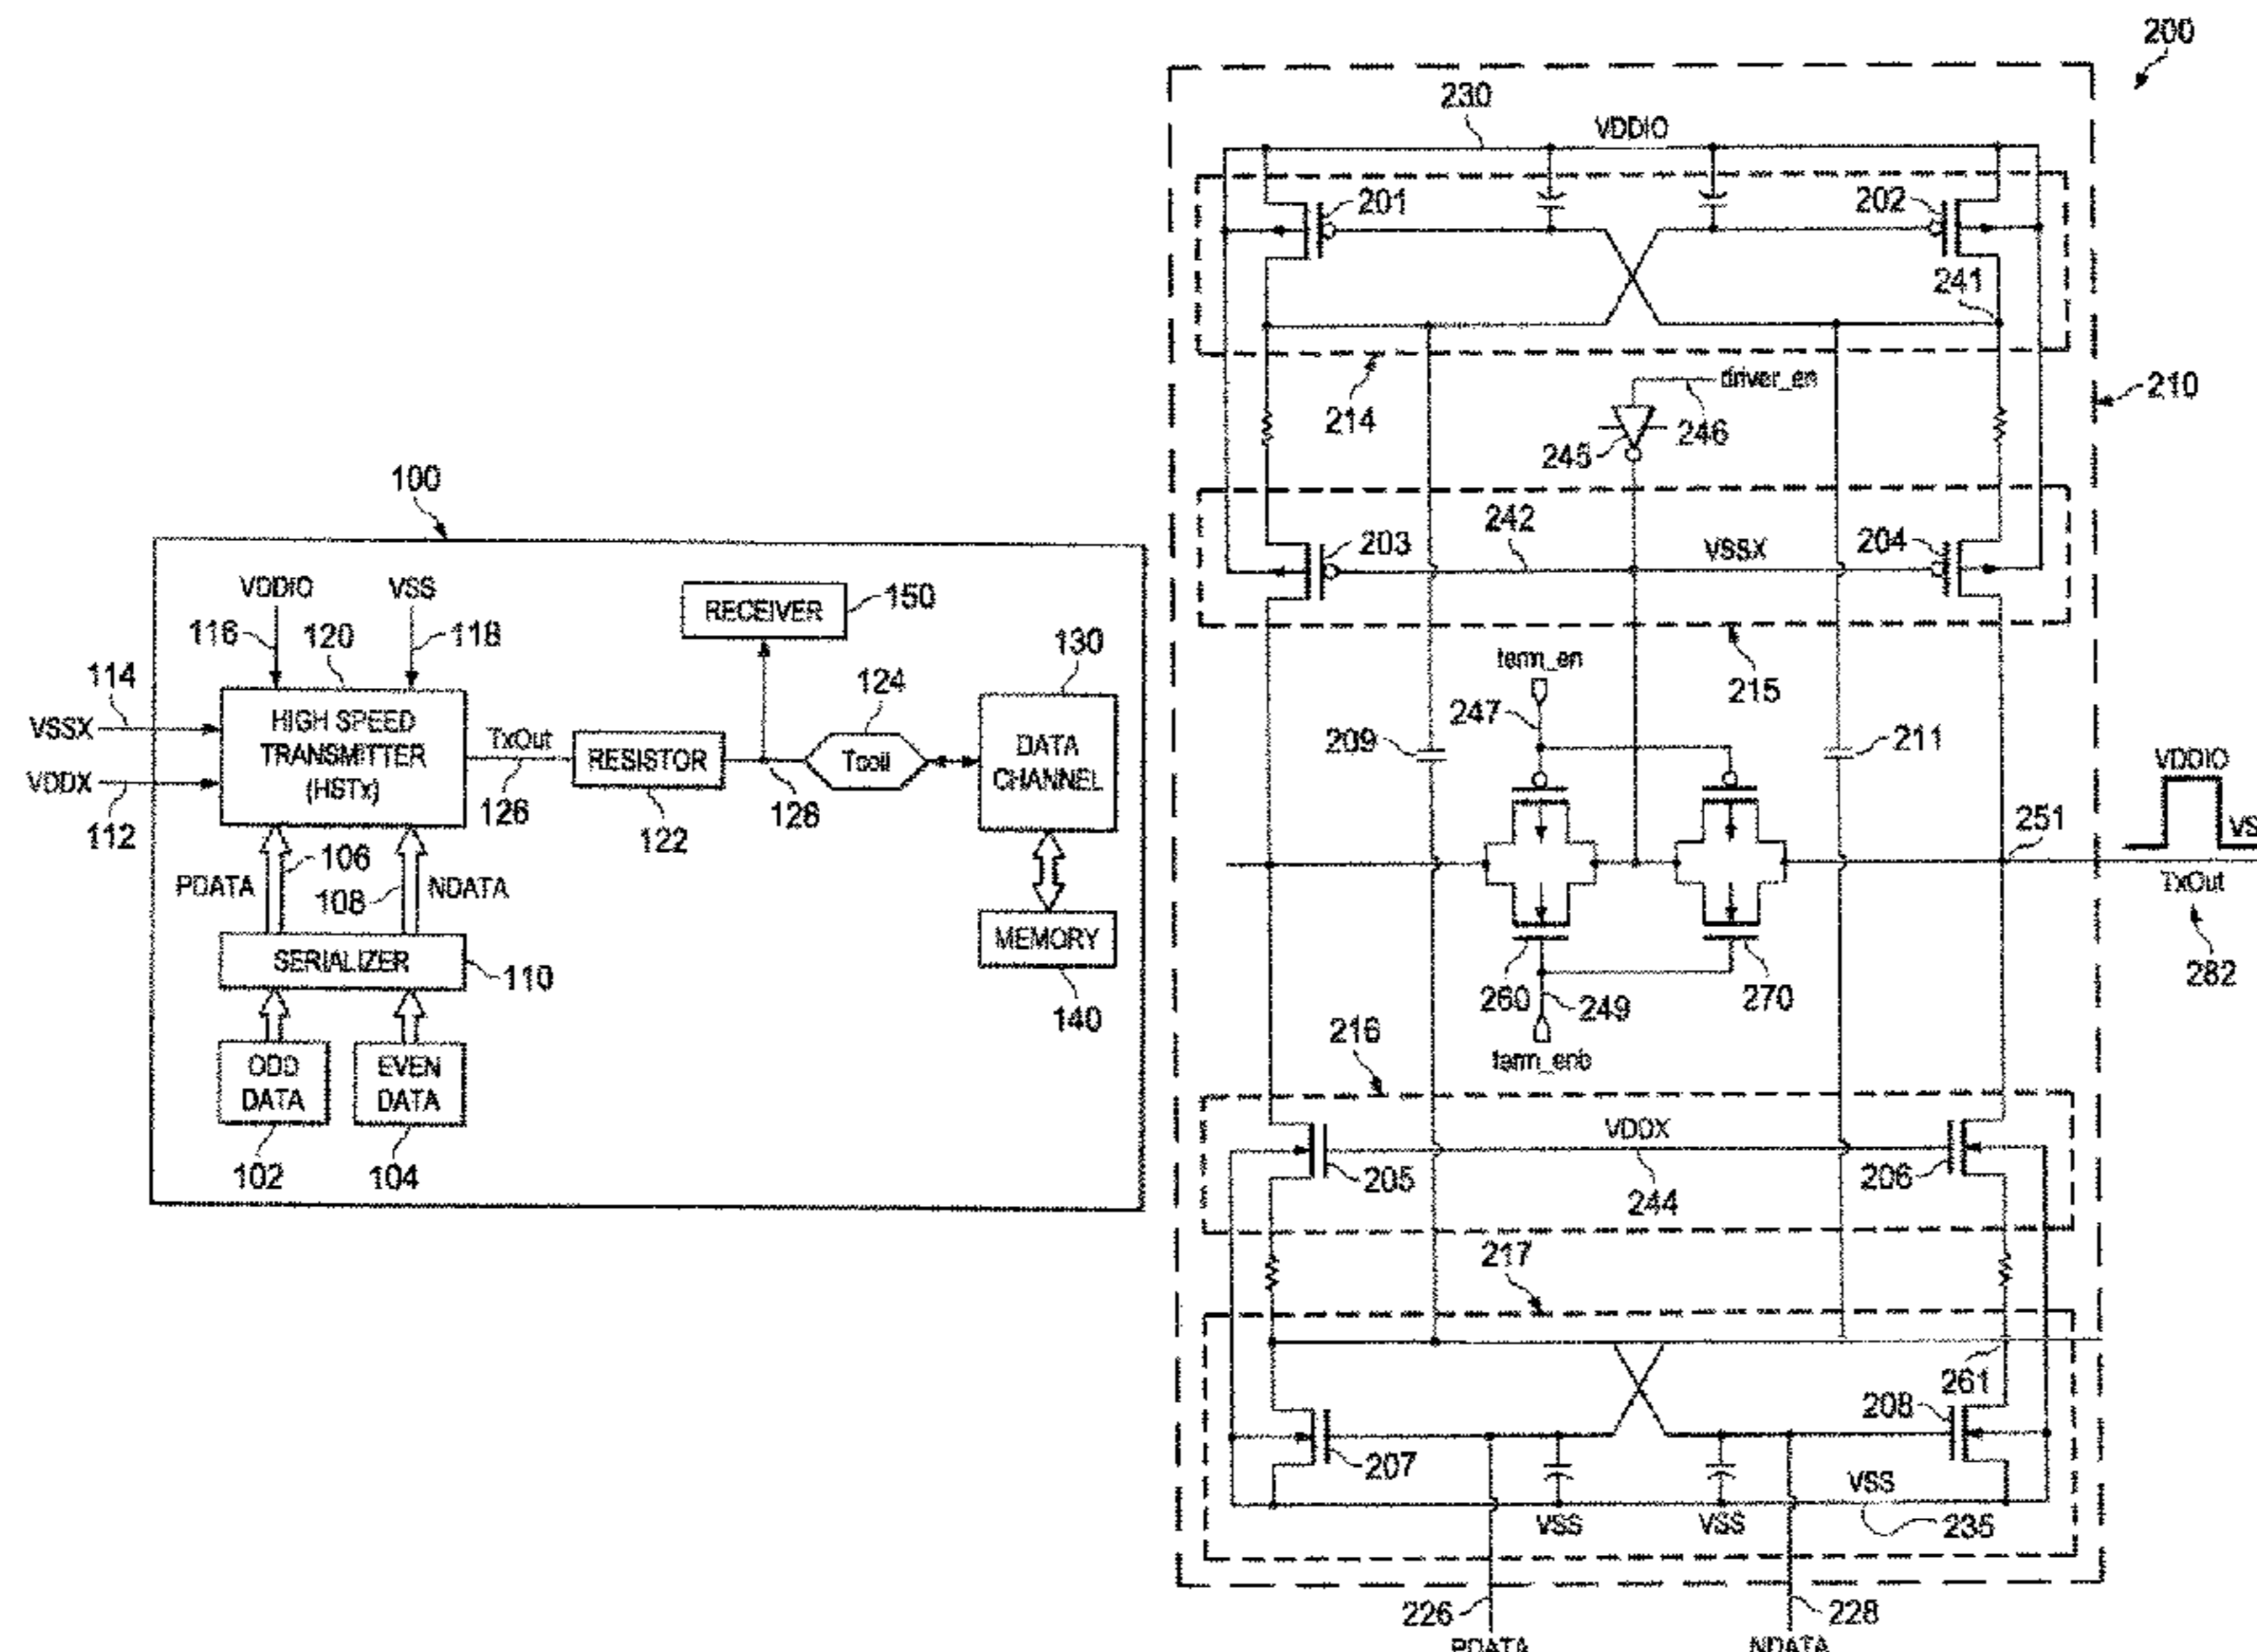 100
VDDIO
VSS
116
120
118
114
VSSX
VDDX
112
HIGH SPEED
TRANSMITTER
(HSTx)
TxOut
126
RESISTOR
122
RECEIVER
150
128
124
Tcoil
130
DATA
CHANNEL
MEMORY
140
PDATA
106
108
NDATA
SERIALIZER
110
ODD
DATA
102
EVEN
DATA
104
200
230
VDDIO
201
202
241
214
driver_en
245
246
210
242
203
VSSX
204
215
term_en
247
209
211
VDDIO
251
TxOut
282
260
249
270
term_enb
216
VDDX
205
244
206
217
261
208
207
VSS
VSS
VSS
235
226
228
PDATA
NDATA